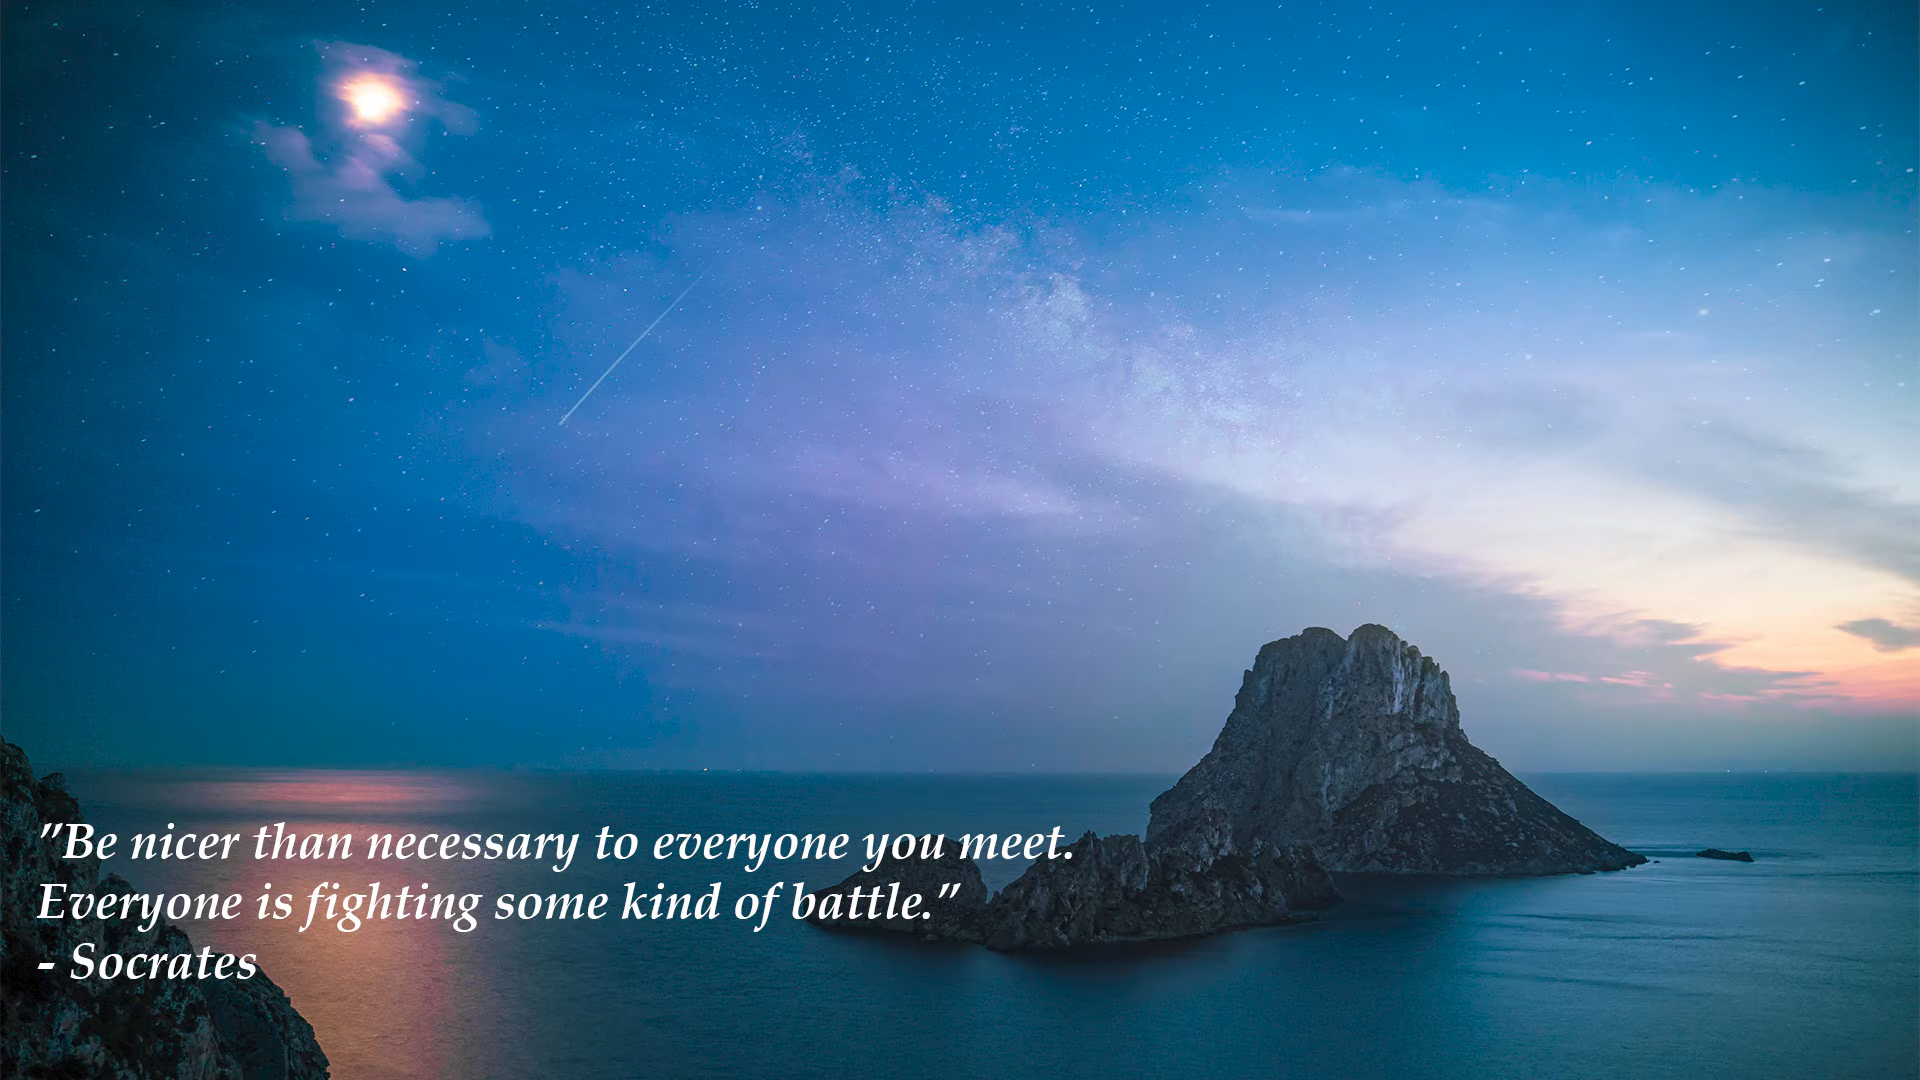 "Be nicer than necessary to everyone you meet.
Everyone is fighting some kind of battle."
- Socrates